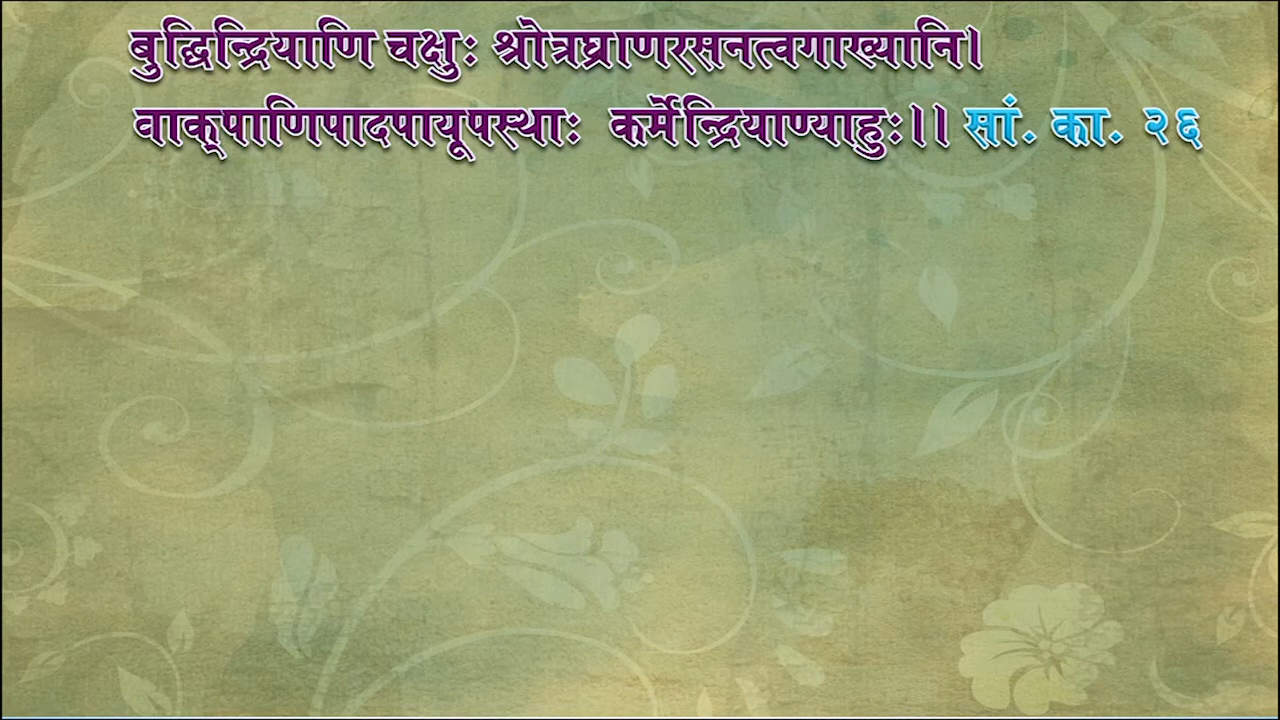 बुद्धिन्द्रियाणि चक्षुः श्रोत्रघ्राणरसनत्वगाख्यानि।
वाक्पाणिपादपायूपस्थाः कर्मेन्द्रियाण्याहुः।। सां. का. २६